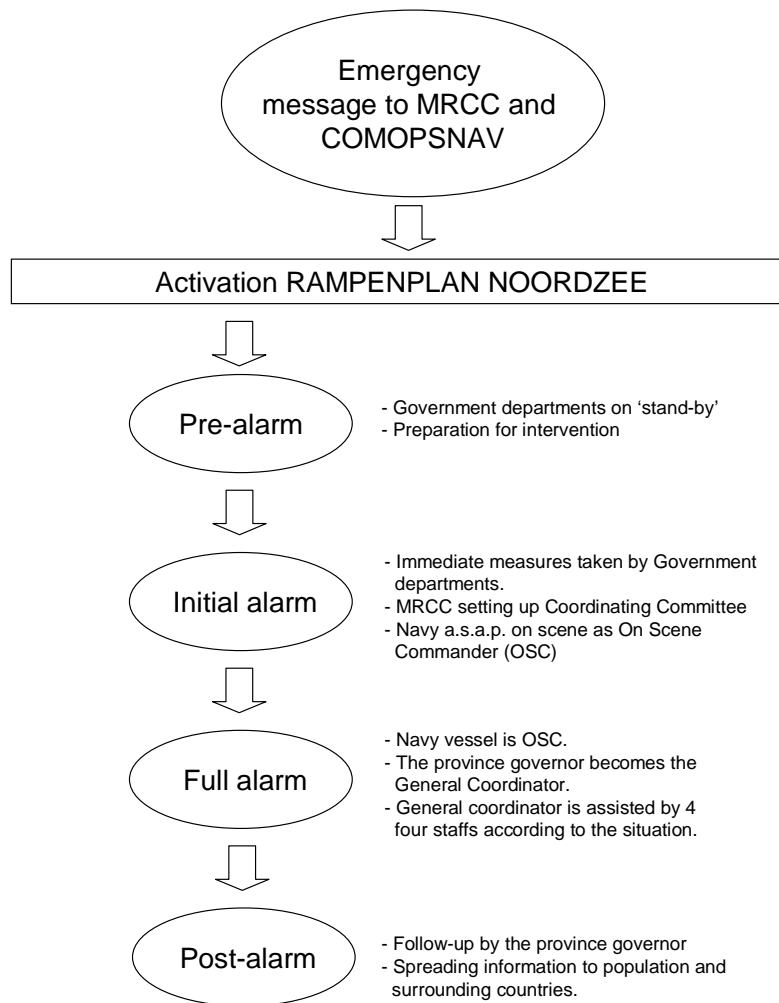 Emergency
message to MRCC and
COMOPSNAV
Activation RAMPENPLAN NOORDZEE
Pre-alarm
- Government departments on ‘stand-by’
- Preparation for intervention
Initial alarm
- Immediate measures taken by Government
departments.
- MRCC setting up Coordinating Committee
- Navy a.s.a.p. on scene as On Scene
Commander (OSC)
Full alarm
- Navy vessel is OSC.
- The province governor becomes the
General Coordinator.
- General coordinator is assisted by 4
four staffs according to the situation.
Post-alarm
- Follow-up by the province governor
- Spreading information to population and
surrounding countries.